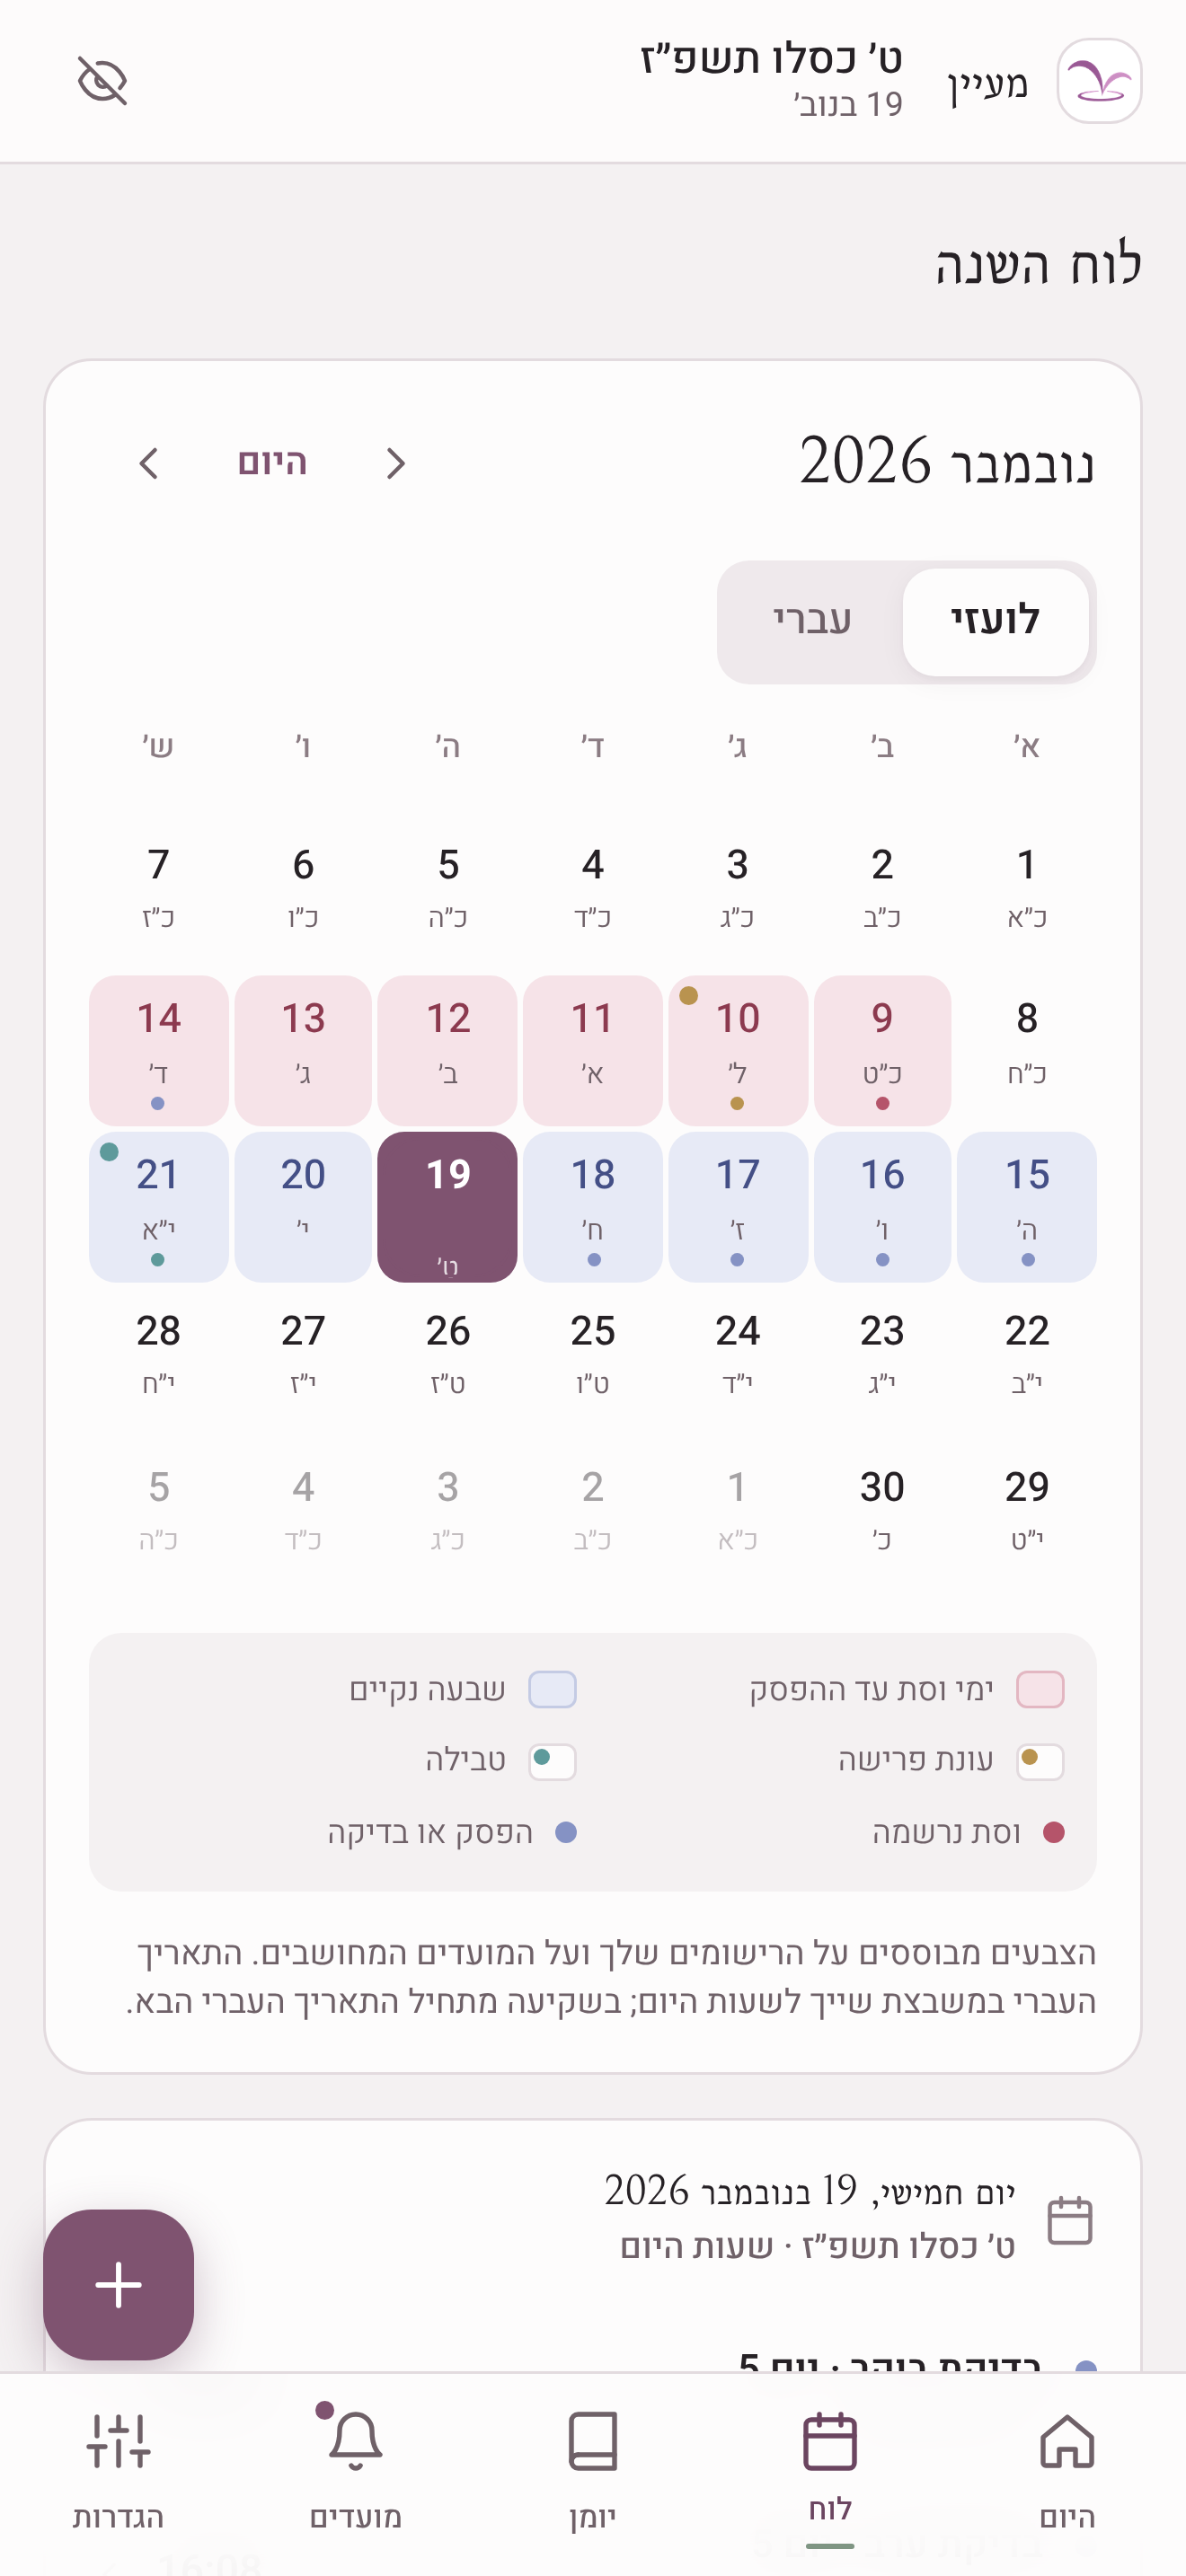 מעיין
ט׳ כסלו תשפ״ז
19 בנוב׳
לוח השנה
נובמבר 2026
היום
לועזי
עברי
א׳ ב׳ ג׳ ד׳ ה׳ ו׳ ש׳
1 2 3 4 5 6 7
כ״א כ״ב כ״ג כ״ד כ״ה כ״ו כ״ז
8 9 10 11 12 13 14
כ״ח כ״ט ל׳ א׳ ב׳ ג׳ ד׳
15 16 17 18 19 20 21
ה׳ ו׳ ז׳ ח׳ ט׳ י׳ י״א
22 23 24 25 26 27 28
י״ב י״ג י״ד ט״ו ט״ז י״ז י״ח
29 30 1 2 3 4 5
י״ט כ׳ כ״א כ״ב כ״ג כ״ד כ״ה
ימי וסת עד ההפסק
שבעה נקיים
עונת פרישה
טבילה
וסת נרשמה
הפסק או בדיקה
הצבעים מבוססים על הרישומים שלך ועל המועדים המחושבים. התאריך
העברי במשבצת שייך לשעות היום; בשקיעה מתחיל התאריך העברי הבא.
יום חמישי, 19 בנובמבר 2026
ט׳ כסלו תשפ״ז · שעות היום
בדיקת בוקר · יום 5
היום
לוח
יומן
מועדים
הגדרות